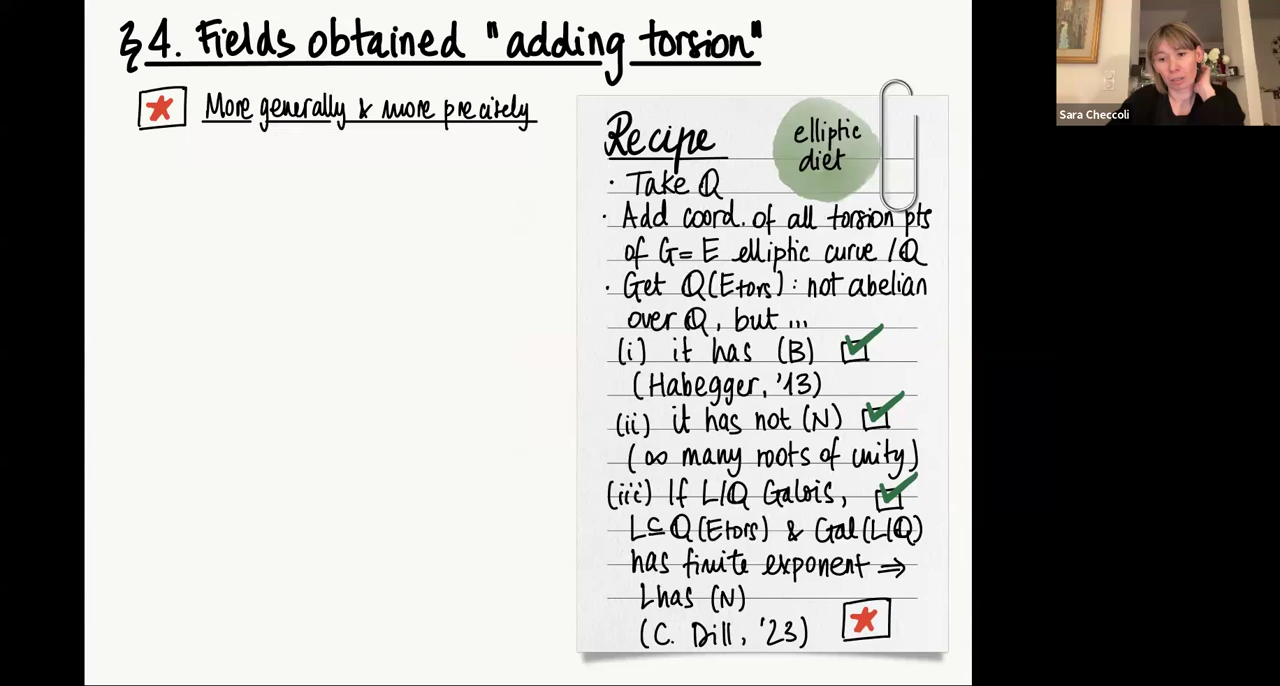 §4. Fields obtained "adding torsion"
More generally & more precisely
Recipe
elliptic
diet
· Take ℚ
· Add coord. of all torsion pts
of G = E elliptic curve /ℚ
· Get ℚ(Etors) : not abelian
over ℚ, but ...
(i) it has (B)
(Habegger, '13)
(ii) it has not (N)
(∞ many roots of unity)
(iii) If L/ℚ Galois,
L⊆ℚ(Etors) & Gal(L/ℚ)
has finite exponent ⇒
L has (N)
(C. Dill, '23)
Sara Checcoli